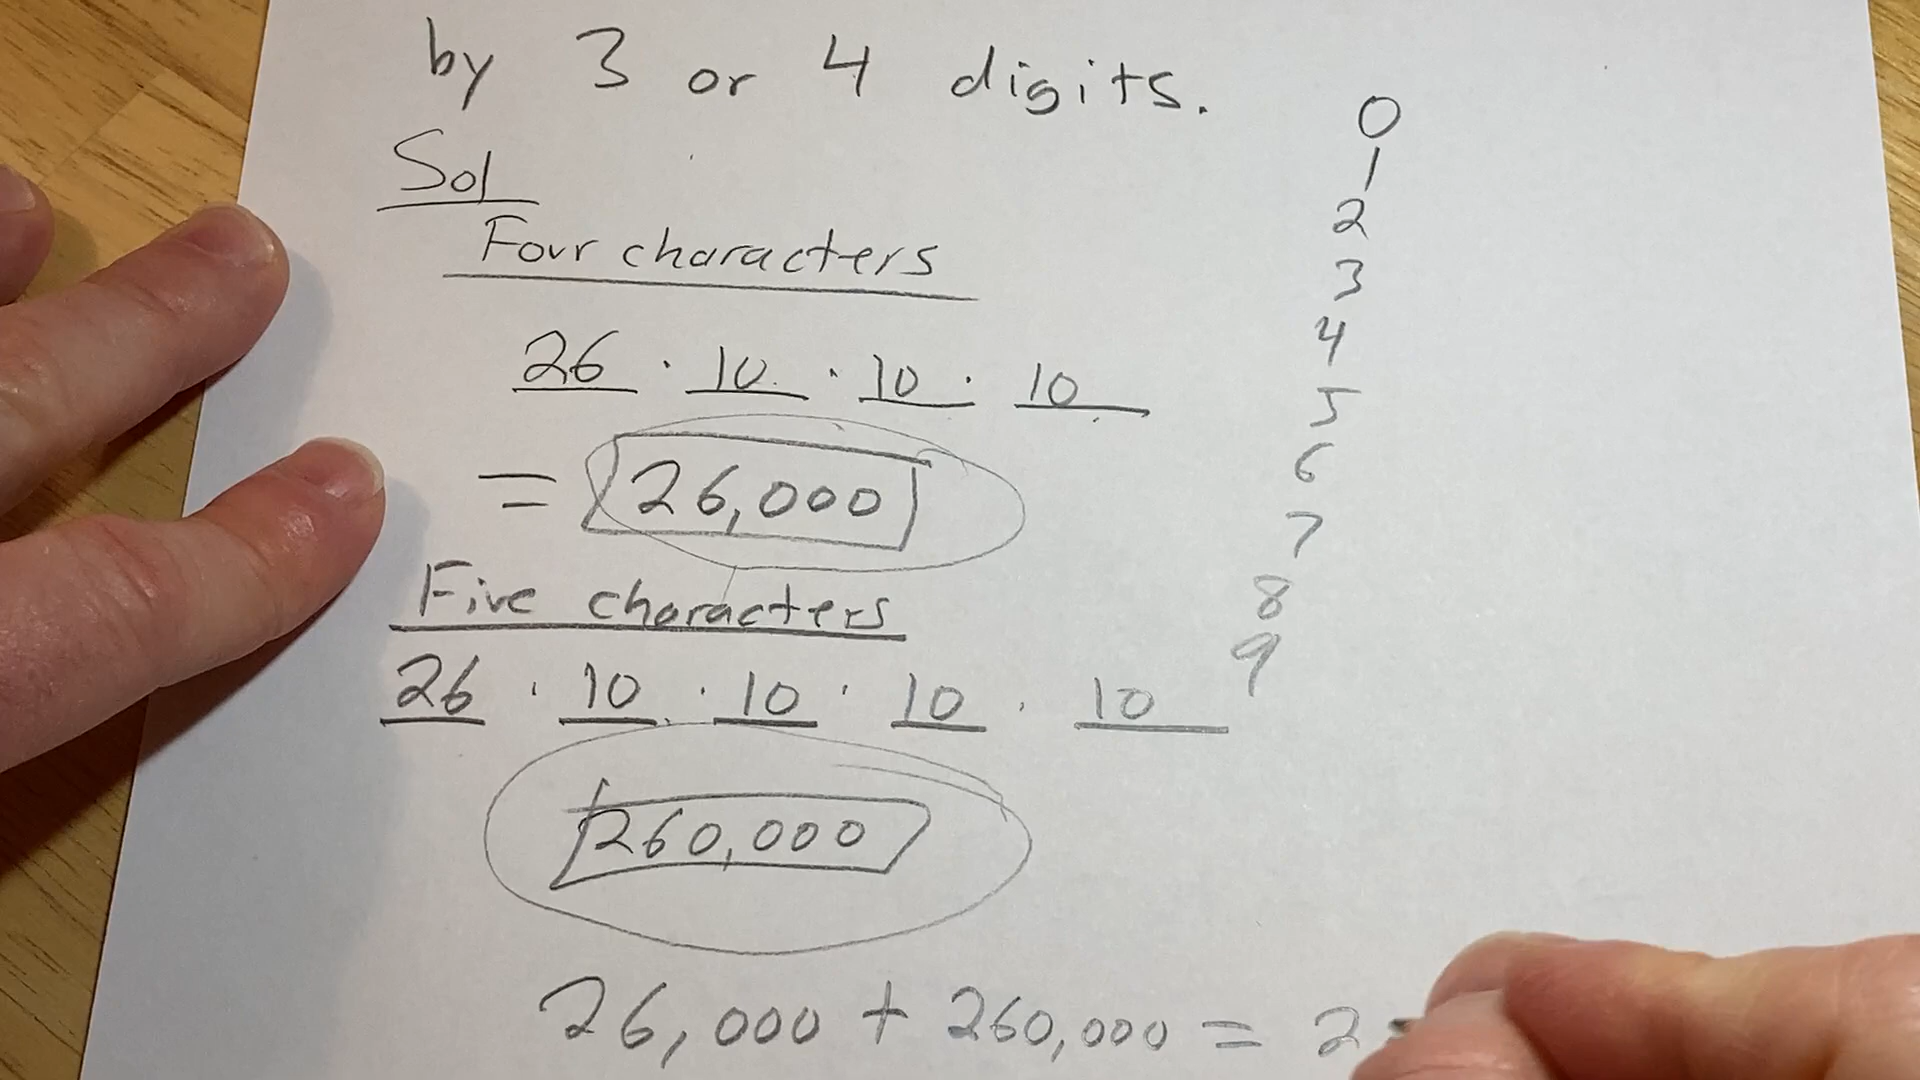 by 3 or 4 digits.
Sol
Four characters
26 · 10 · 10 · 10
= 26,000
Five characters
26 · 10 · 10 · 10 · 10
260,000
26,000 + 260,000 = 2
0
1
2
3
4
5
6
7
8
9